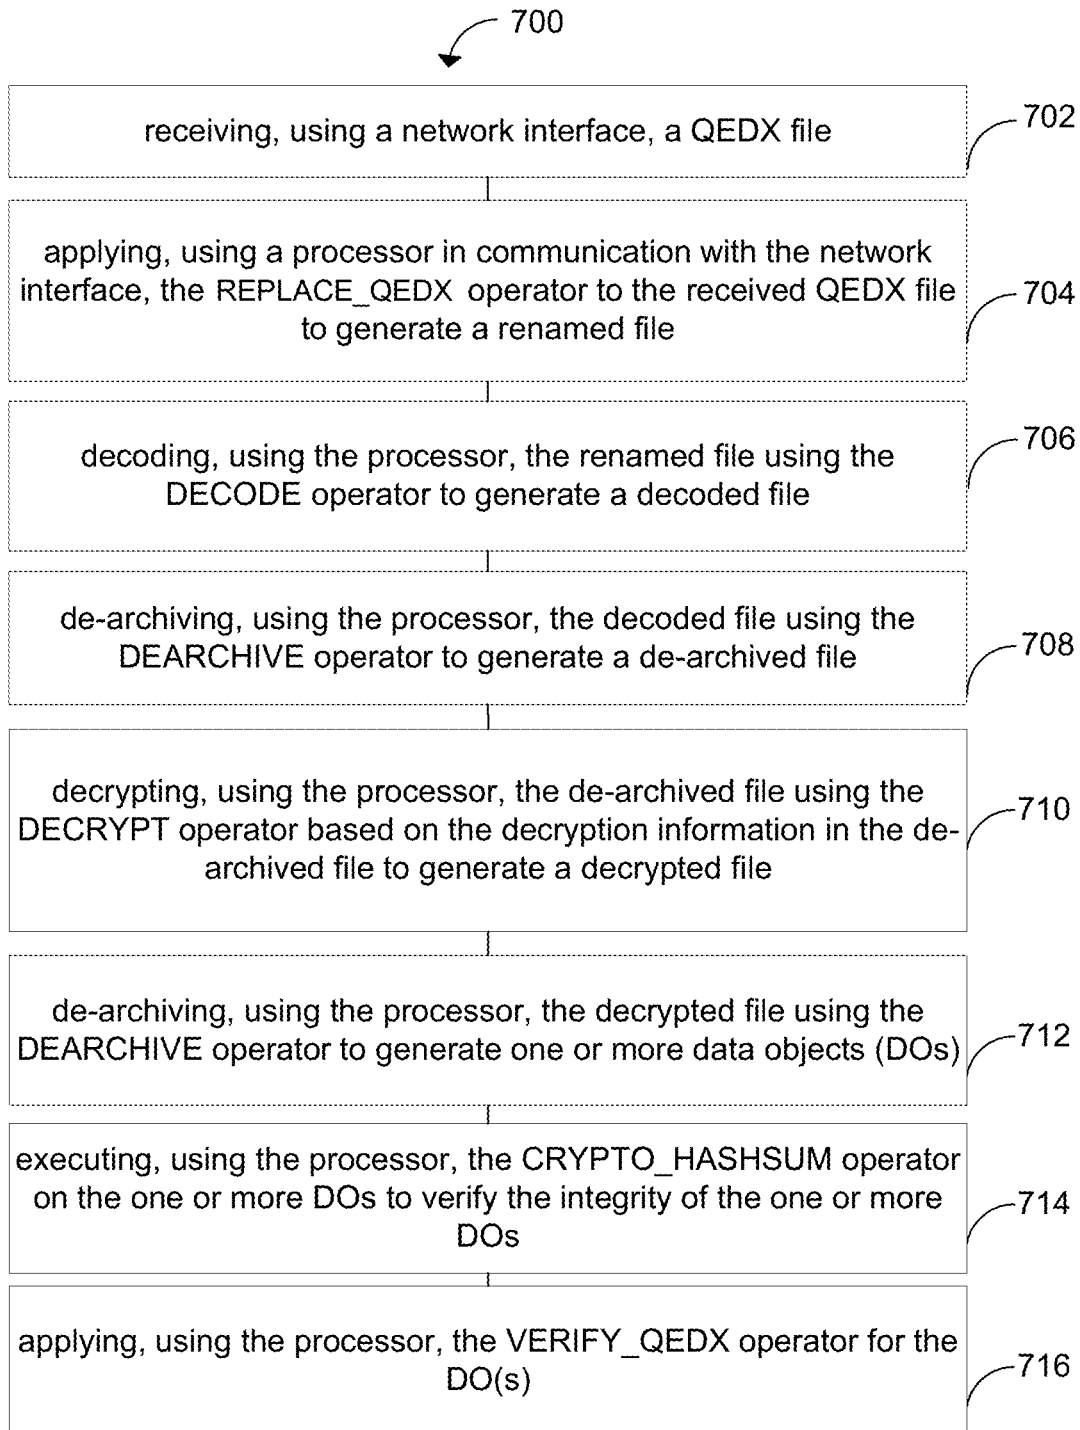 700
receiving, using a network interface, a QEDX file
702
applying, using a processor in communication with the network
interface, the REPLACE_QEDX operator to the received QEDX file
to generate a renamed file
704
decoding, using the processor, the renamed file using the
DECODE operator to generate a decoded file
706
de-archiving, using the processor, the decoded file using the
DEARCHIVE operator to generate a de-archived file
708
decrypting, using the processor, the de-archived file using the
DECRYPT operator based on the decryption information in the de-
archived file to generate a decrypted file
710
de-archiving, using the processor, the decrypted file using the
DEARCHIVE operator to generate one or more data objects (DOs)
712
executing, using the processor, the CRYPTO_HASHSUM operator
on the one or more DOs to verify the integrity of the one or more
DOs
714
applying, using the processor, the VERIFY_QEDX operator for the
DO(s)
716